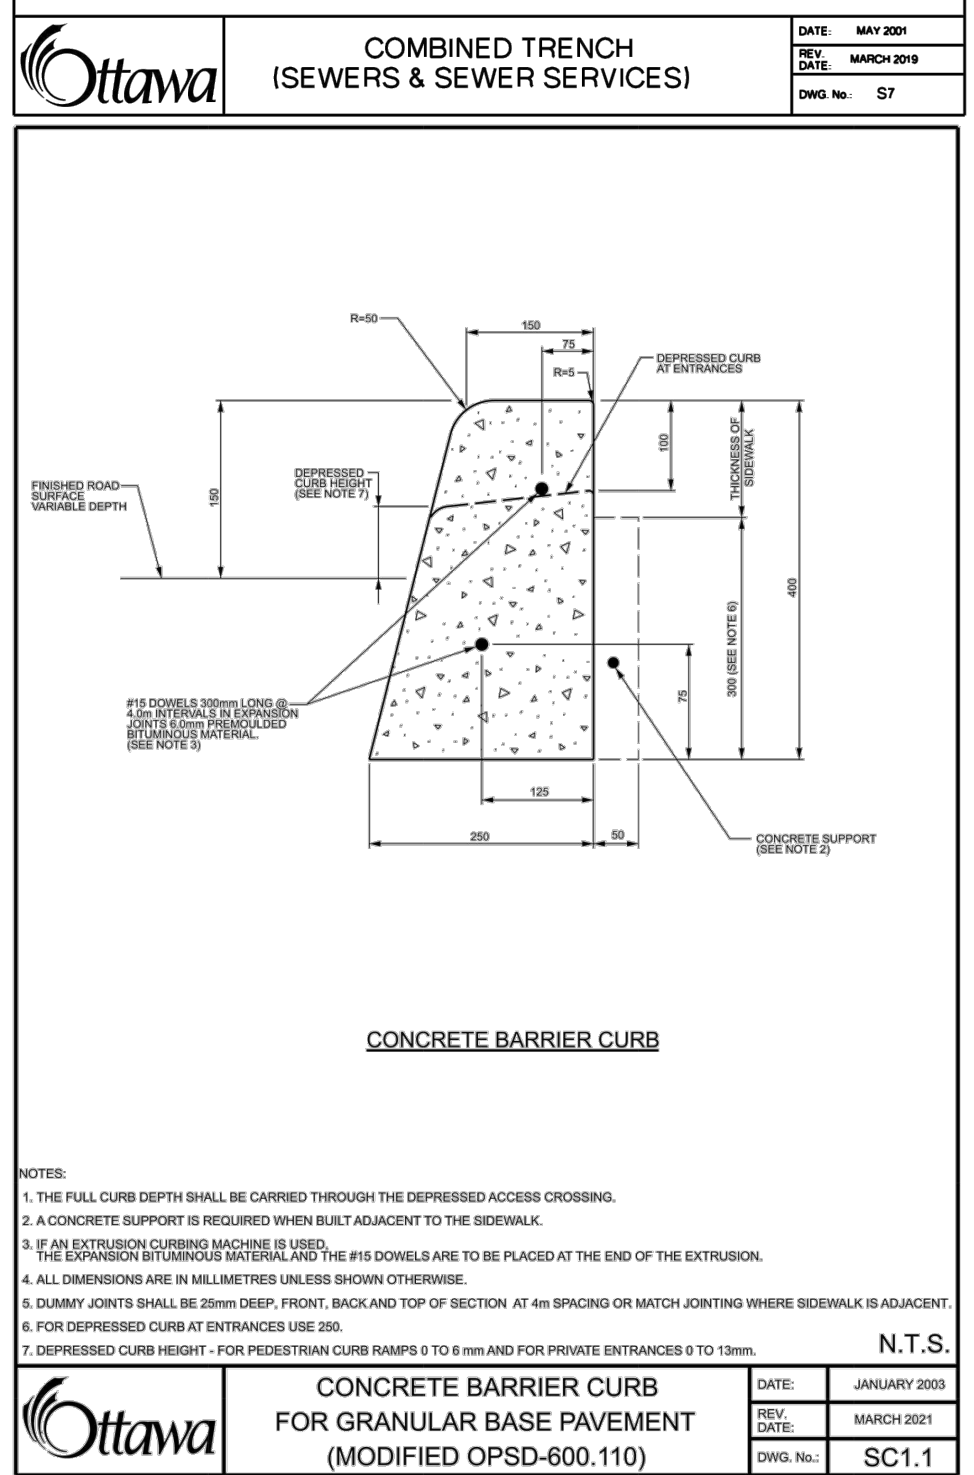 Ottawa
COMBINED TRENCH
(SEWERS & SEWER SERVICES)
DATE: MAY 2001
REV.
DATE: MARCH 2019
DWG. No.: S7
R=50
150
75
R=5
DEPRESSED CURB
AT ENTRANCES
150
DEPRESSED
CURB HEIGHT
(SEE NOTE 7)
FINISHED ROAD
SURFACE
VARIABLE DEPTH
100
THICKNESS OF
SIDEWALK
400
300 (SEE NOTE 6)
75
#15 DOWELS 300mm LONG @
4.0m INTERVALS IN EXPANSION
JOINTS 6.0mm PREMOULDED
BITUMINOUS MATERIAL.
(SEE NOTE 3)
125
250
50
CONCRETE SUPPORT
(SEE NOTE 2)
CONCRETE BARRIER CURB
NOTES:
1. THE FULL CURB DEPTH SHALL BE CARRIED THROUGH THE DEPRESSED ACCESS CROSSING.
2. A CONCRETE SUPPORT IS REQUIRED WHEN BUILT ADJACENT TO THE SIDEWALK.
3. IF AN EXTRUSION CURBING MACHINE IS USED,
THE EXPANSION BITUMINOUS MATERIAL AND THE #15 DOWELS ARE TO BE PLACED AT THE END OF THE EXTRUSION.
4. ALL DIMENSIONS ARE IN MILLIMETRES UNLESS SHOWN OTHERWISE.
5. DUMMY JOINTS SHALL BE 25mm DEEP, FRONT, BACK AND TOP OF SECTION AT 4m SPACING OR MATCH JOINTING WHERE SIDEWALK IS ADJACENT.
6. FOR DEPRESSED CURB AT ENTRANCES USE 250.
7. DEPRESSED CURB HEIGHT - FOR PEDESTRIAN CURB RAMPS 0 TO 6 mm AND FOR PRIVATE ENTRANCES 0 TO 13mm.
N.T.S.
Ottawa
CONCRETE BARRIER CURB
FOR GRANULAR BASE PAVEMENT
(MODIFIED OPSD-600.110)
DATE: JANUARY 2003
REV.
DATE: MARCH 2021
DWG. No.: SC1.1